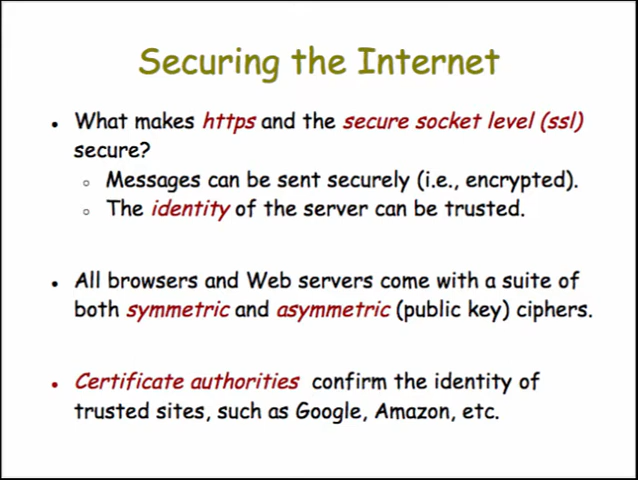 Securing the Internet
• What makes https and the secure socket level (ssl)
secure?
○ Messages can be sent securely (i.e., encrypted).
○ The identity of the server can be trusted.
• All browsers and Web servers come with a suite of
both symmetric and asymmetric (public key) ciphers.
• Certificate authorities confirm the identity of
trusted sites, such as Google, Amazon, etc.